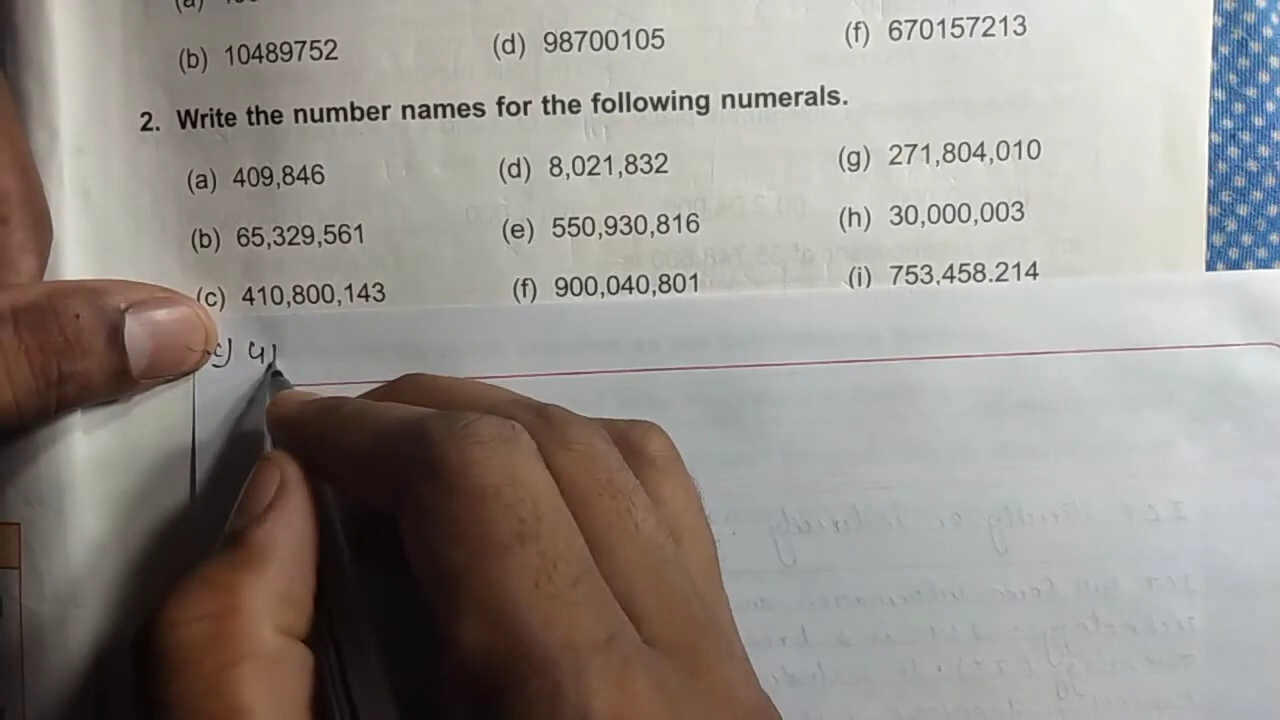 (b) 10489752 (d) 98700105 (f) 670157213
2. Write the number names for the following numerals.
(a) 409,846 (d) 8,021,832 (g) 271,804,010
(b) 65,329,561 (e) 550,930,816 (h) 30,000,003
(c) 410,800,143 (f) 900,040,801 (i) 753,458.214
c) 41